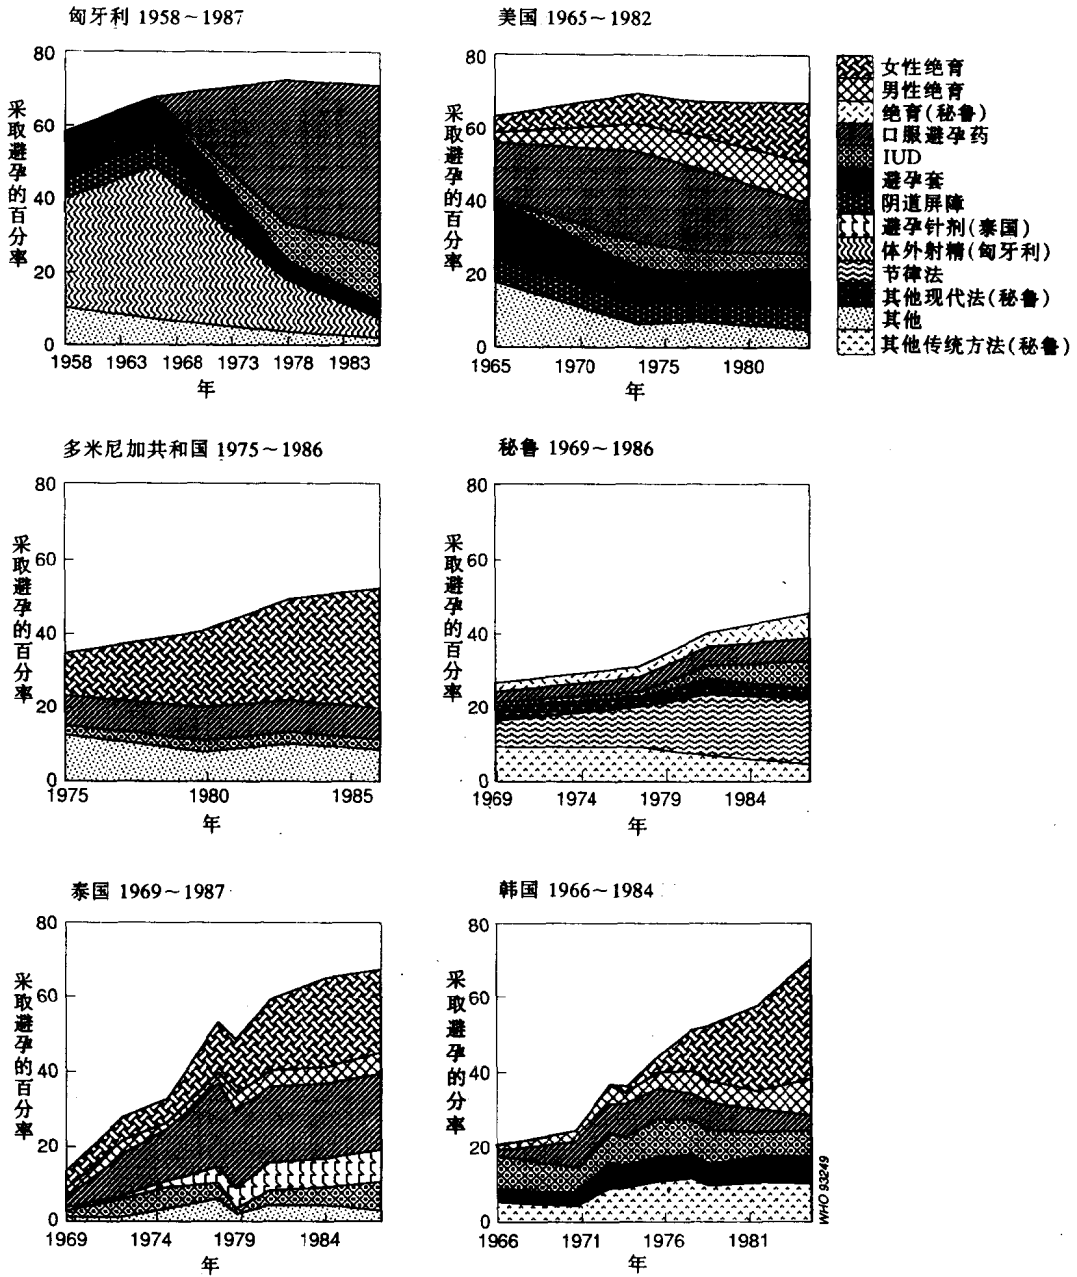 匈牙利 1958～1987
80
60
40
20
0
采取避孕的百分率
1958 1963 1968 1973 1978 1983
年
美国 1965～1982
80
60
40
20
0
采取避孕的百分率
1965 1970 1975 1980
年
女性绝育
男性绝育
绝育(秘鲁)
口服避孕药
IUD
避孕套
阴道屏障
避孕针剂(泰国)
体外射精(匈牙利)
节律法
其他现代法(秘鲁)
其他
其他传统方法(秘鲁)
多米尼加共和国 1975～1986
80
60
40
20
0
采取避孕的百分率
1975 1980 1985
年
秘鲁 1969～1986
80
60
40
20
0
采取避孕的百分率
1969 1974 1979 1984
年
泰国 1969～1987
80
60
40
20
0
采取避孕的百分率
1969 1974 1979 1984
年
韩国 1966～1984
80
60
40
20
0
采取避孕的分率
1966 1971 1976 1981
年
WHO 93249